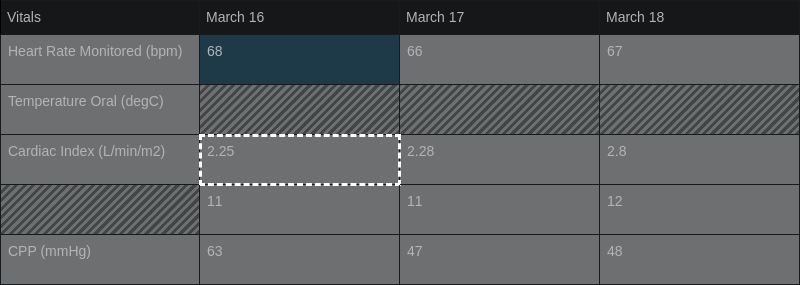 Vitals March 16 March 17 March 18
Heart Rate Monitored (bpm) 68 66 67
Temperature Oral (degC)
Cardiac Index (L/min/m2) 2.25 2.28 2.8
11 11 12
CPP (mmHg) 63 47 48